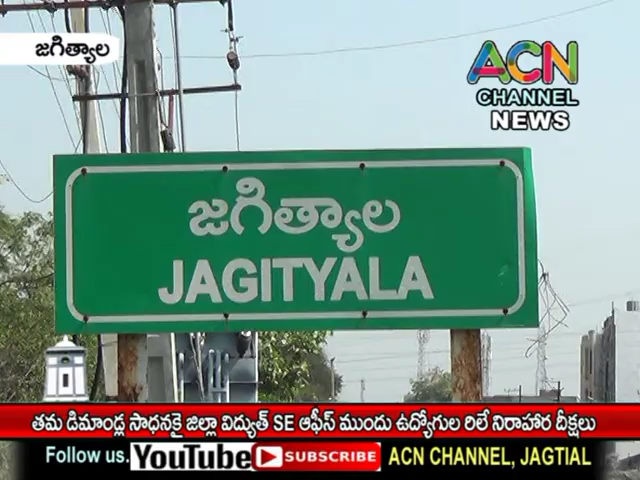 జగిత్యాల
ACN
CHANNEL
NEWS
జగిత్యాల
JAGITYALA
తమ డిమాండ్ల సాధనకై జిల్లా విద్యుత్ SE ఆఫీస్ ముందు ఉద్యోగుల రిలే నిరాహార దీక్షలు
Follow us. YouTube SUBSCRIBE ACN CHANNEL, JAGTIAL